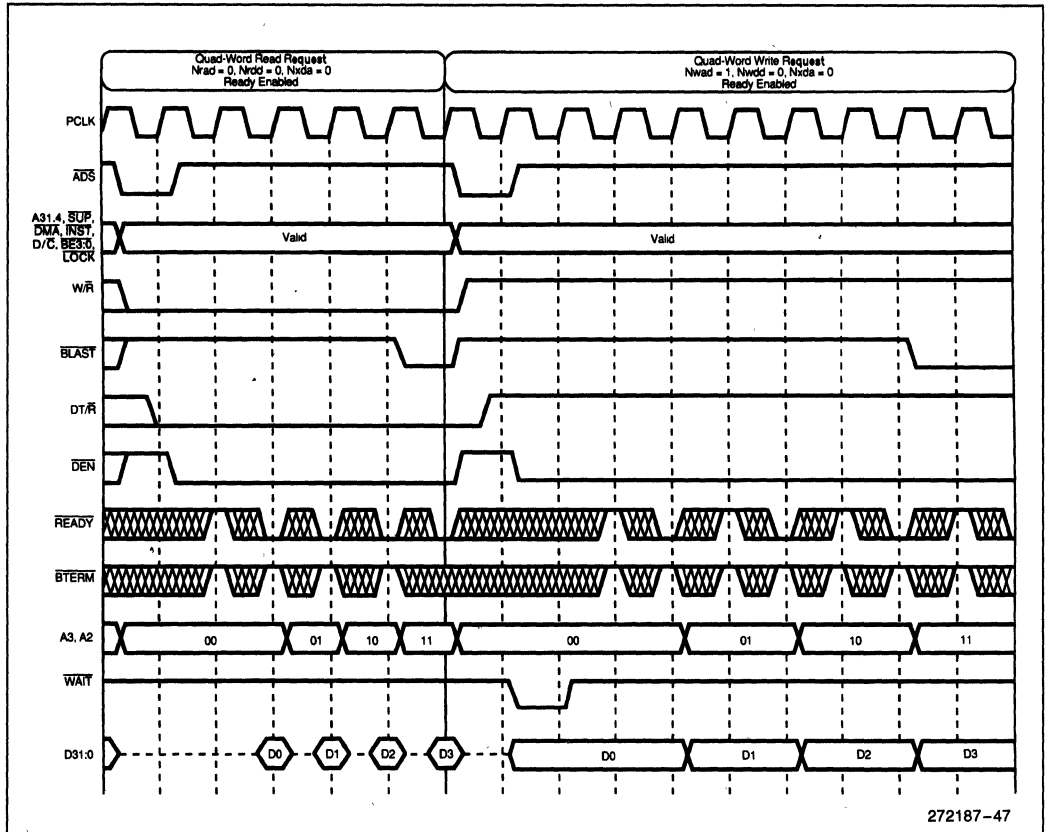 Quad-Word Read Request
Nrad = 0, Nrdd = 0, Nxda = 0
Ready Enabled
Quad-Word Write Request
Nwad = 1, Nwdd = 0, Nxda = 0
Ready Enabled
PCLK
ADS
A31:4, SUP,
DMA, INST,
D/C, BE3:0,
LOCK
Valid
Valid
W/R
BLAST
DT/R
DEN
READY
BTERM
A3, A2
00
01
10
11
00
01
10
11
WAIT
D31:0
D0
D1
D2
D3
D0
D1
D2
D3
272187–47